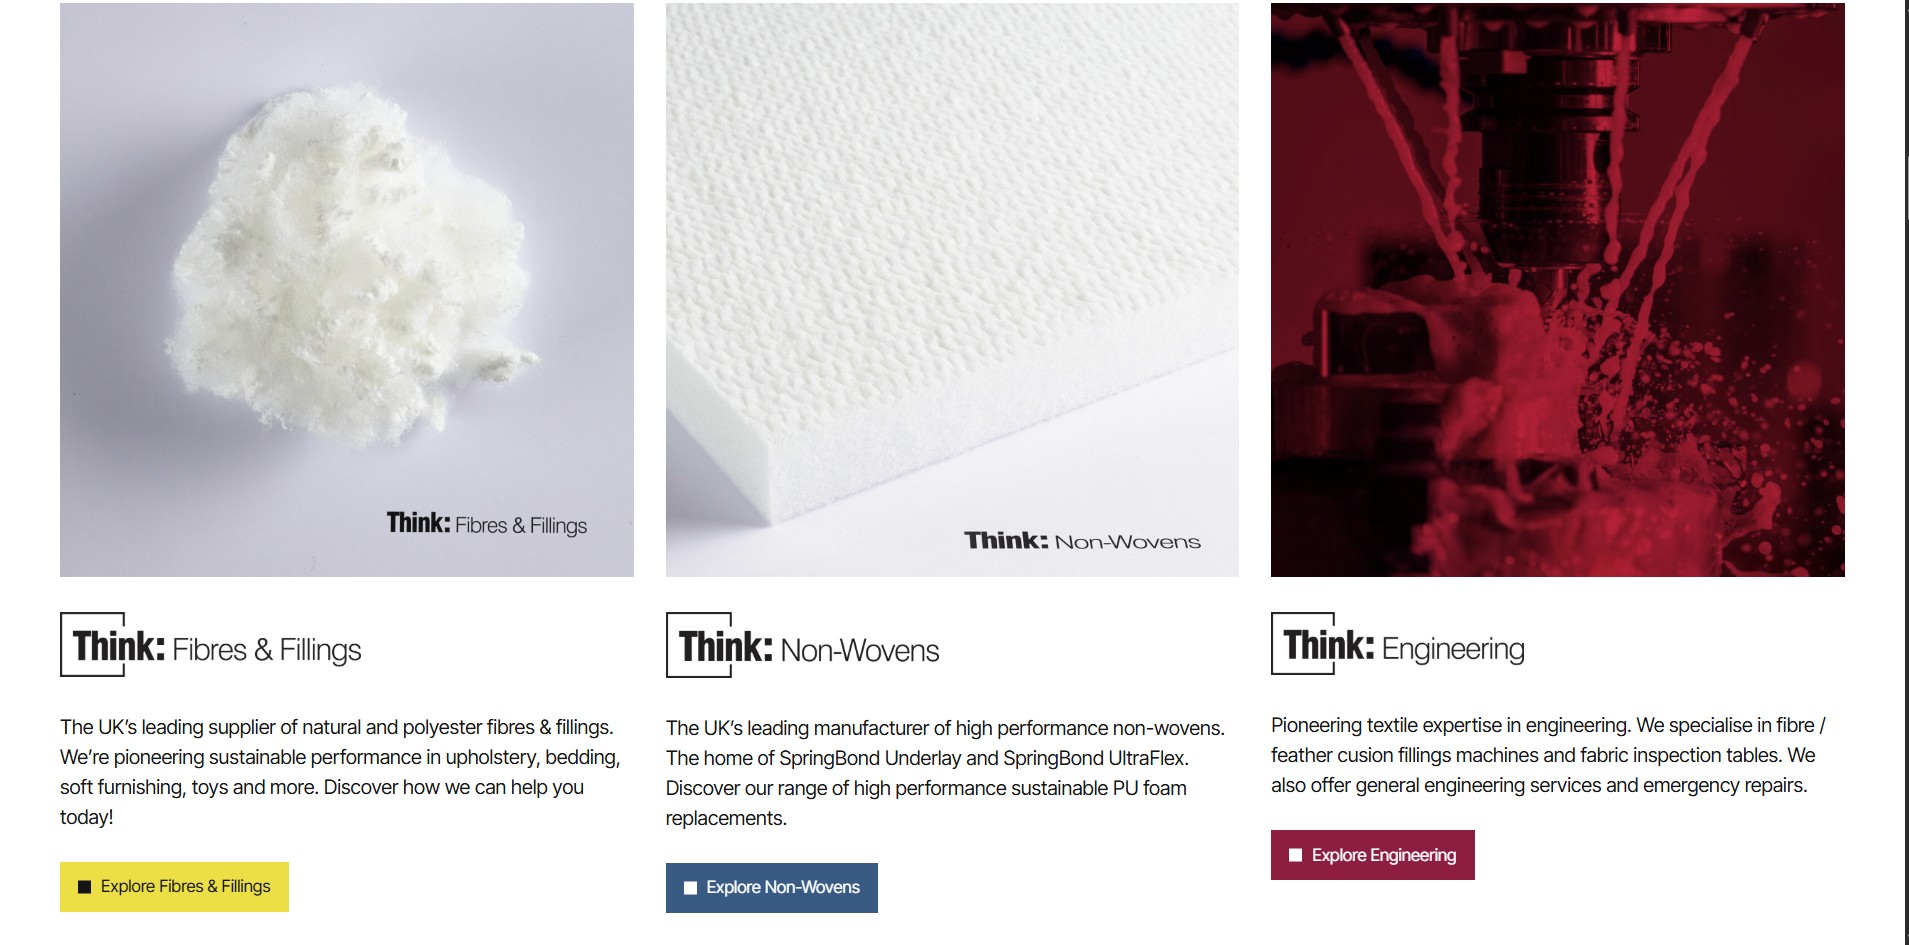 Think: Fibres & Fillings
Think: Non-Wovens
Think: Fibres & Fillings
The UK's leading supplier of natural and polyester fibres & fillings.
We're pioneering sustainable performance in upholstery, bedding,
soft furnishing, toys and more. Discover how we can help you
today!
Explore Fibres & Fillings
Think: Non-Wovens
The UK's leading manufacturer of high performance non-wovens.
The home of SpringBond Underlay and SpringBond UltraFlex.
Discover our range of high performance sustainable PU foam
replacements.
Explore Non-Wovens
Think: Engineering
Pioneering textile expertise in engineering. We specialise in fibre /
feather cusion fillings machines and fabric inspection tables. We
also offer general engineering services and emergency repairs.
Explore Engineering